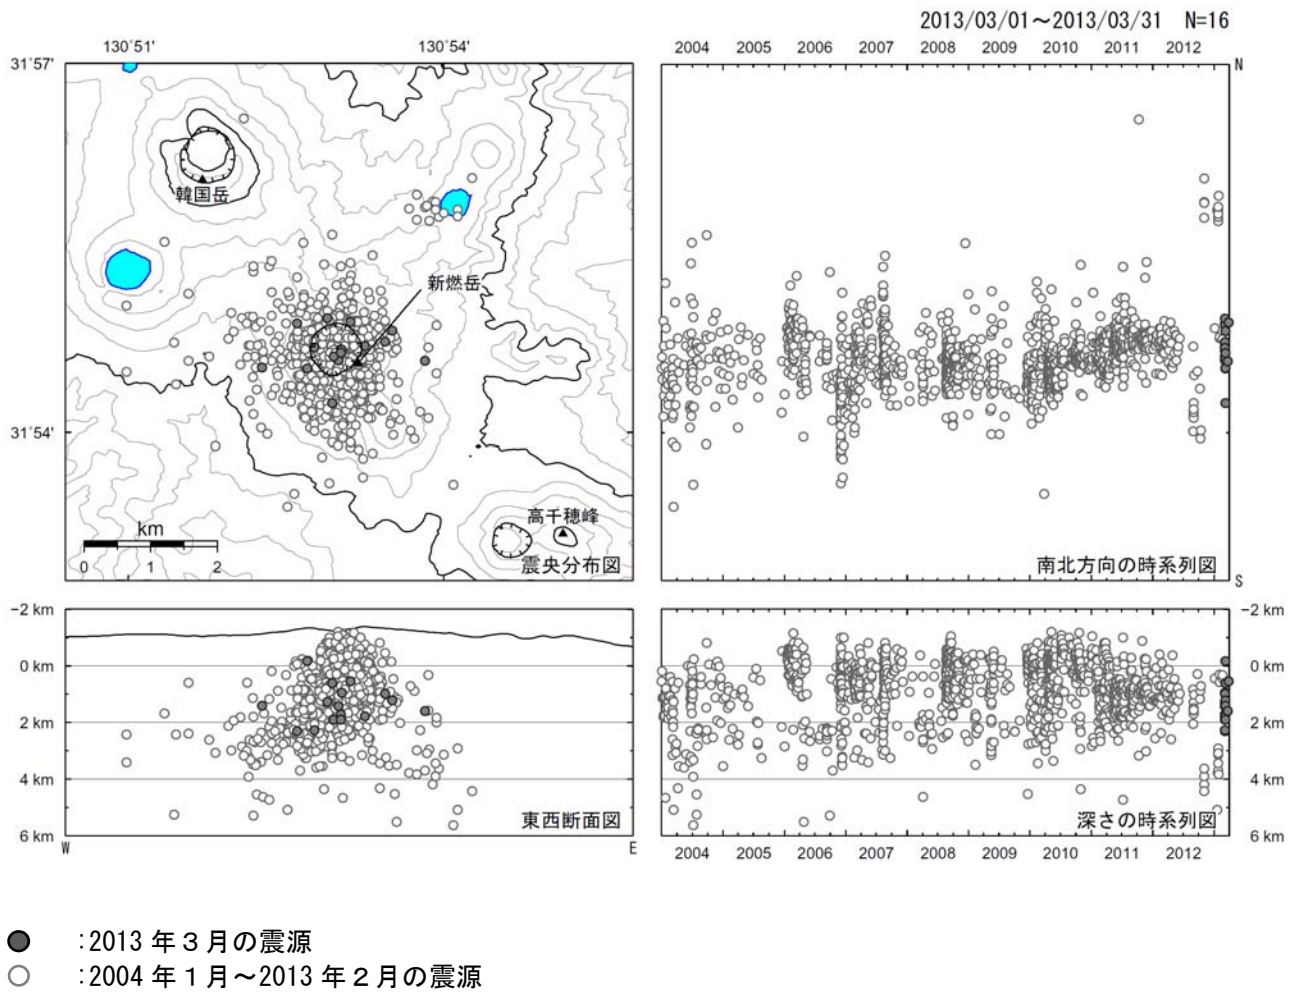 2013/03/01～2013/03/31 N=16
130°51' 130°54'
2004 2005 2006 2007 2008 2009 2010 2011 2012
31°57'
N
韓国岳
新燃岳
31°54'
km
0 1 2
高千穂峰
震央分布図
南北方向の時系列図
S
-2 km
0 km
2 km
4 km
6 km
東西断面図
W E
-2 km
0 km
2 km
4 km
6 km
深さの時系列図
2004 2005 2006 2007 2008 2009 2010 2011 2012
:2013 年３月の震源
:2004 年１月～2013 年２月の震源